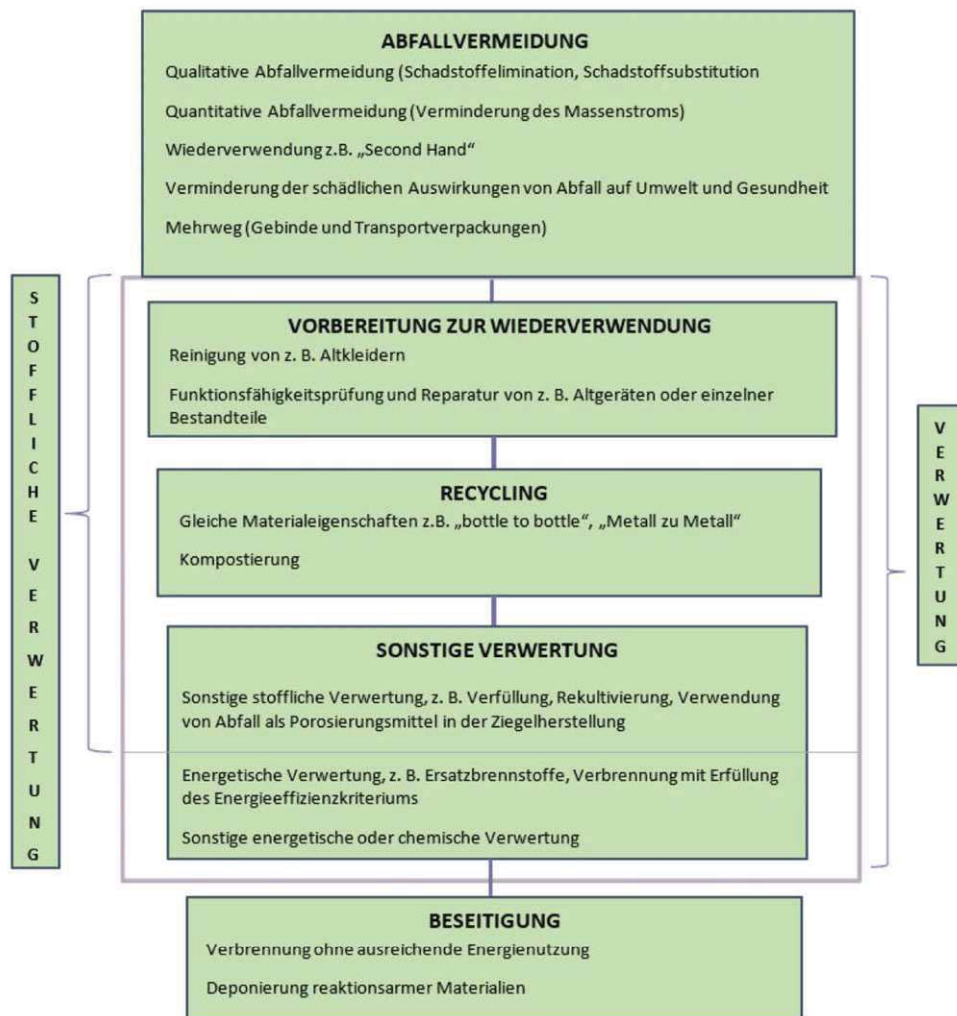 ABFALLVERMEIDUNG
Qualitative Abfallvermeidung (Schadstoffelimination, Schadstoffsubstitution
Quantitative Abfallvermeidung (Verminderung des Massenstroms)
Wiederverwendung z.B. „Second Hand“
Verminderung der schädlichen Auswirkungen von Abfall auf Umwelt und Gesundheit
Mehrweg (Gebinde und Transportverpackungen)
STOFFLICHE VERWERTUNG
VORBEREITUNG ZUR WIEDERVERWENDUNG
Reinigung von z. B. Altkleidern
Funktionsfähigkeitsprüfung und Reparatur von z. B. Altgeräten oder einzelner
Bestandteile
RECYCLING
Gleiche Materialeigenschaften z.B. „bottle to bottle“, „Metall zu Metall“
Kompostierung
SONSTIGE VERWERTUNG
Sonstige stoffliche Verwertung, z. B. Verfüllung, Rekultivierung, Verwendung
von Abfall als Porosierungsmittel in der Ziegelherstellung
Energetische Verwertung, z. B. Ersatzbrennstoffe, Verbrennung mit Erfüllung
des Energieeffizienzkriteriums
Sonstige energetische oder chemische Verwertung
VERWERTUNG
BESEITIGUNG
Verbrennung ohne ausreichende Energienutzung
Deponierung reaktionsarmer Materialien